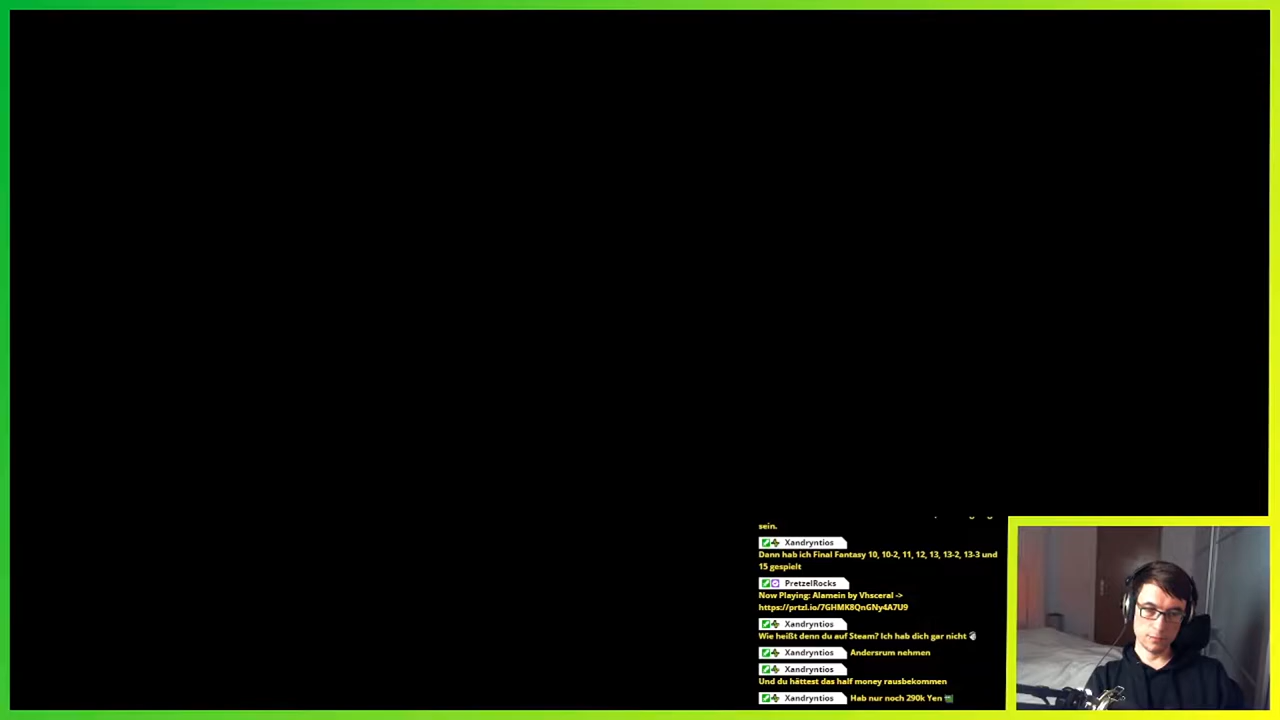 sein.
Xandryntios
Dann hab ich Final Fantasy 10, 10-2, 11, 12, 13, 13-2, 13-3 und
15 gespielt
PretzelRocks
Now Playing: Alamein by Vhsceral ->
https://prtzl.io/7GHMK8QnGNy4A7U9
Xandryntios
Wie heißt denn du auf Steam? Ich hab dich gar nicht
Xandryntios Andersrum nehmen
Xandryntios
Und du hättest das half money rausbekommen
Xandryntios Hab nur noch 290k Yen